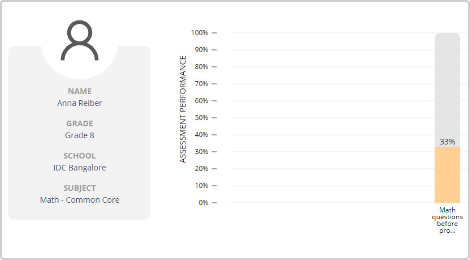 NAME
Anna Reiber
GRADE
Grade 8
SCHOOL
IDC Bangalore
SUBJECT
Math - Common Core
ASSESSMENT PERFORMANCE
100%
90%
80%
70%
60%
50%
40%
30%
20%
10%
0%
33%
Math
questions
before
pro...